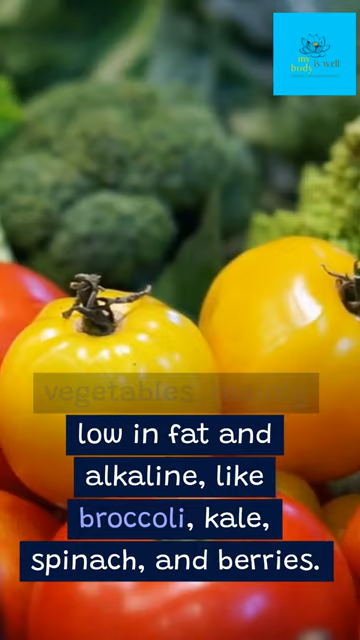 my
body is well
vegetables
low in fat and
alkaline, like
broccoli, kale,
spinach, and berries.